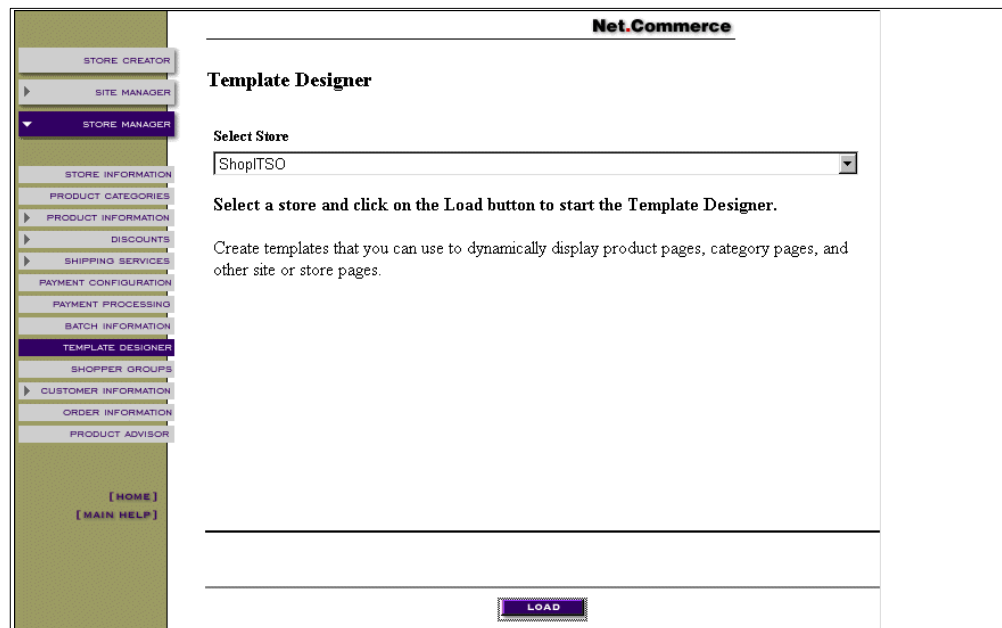 Net.Commerce
STORE CREATOR
SITE MANAGER
STORE MANAGER
STORE INFORMATION
PRODUCT CATEGORIES
PRODUCT INFORMATION
DISCOUNTS
SHIPPING SERVICES
PAYMENT CONFIGURATION
PAYMENT PROCESSING
BATCH INFORMATION
TEMPLATE DESIGNER
SHOPPER GROUPS
CUSTOMER INFORMATION
ORDER INFORMATION
PRODUCT ADVISOR
[HOME]
[MAIN HELP]
Template Designer
Select Store
ShopITSO
Select a store and click on the Load button to start the Template Designer.
Create templates that you can use to dynamically display product pages, category pages, and
other site or store pages.
LOAD